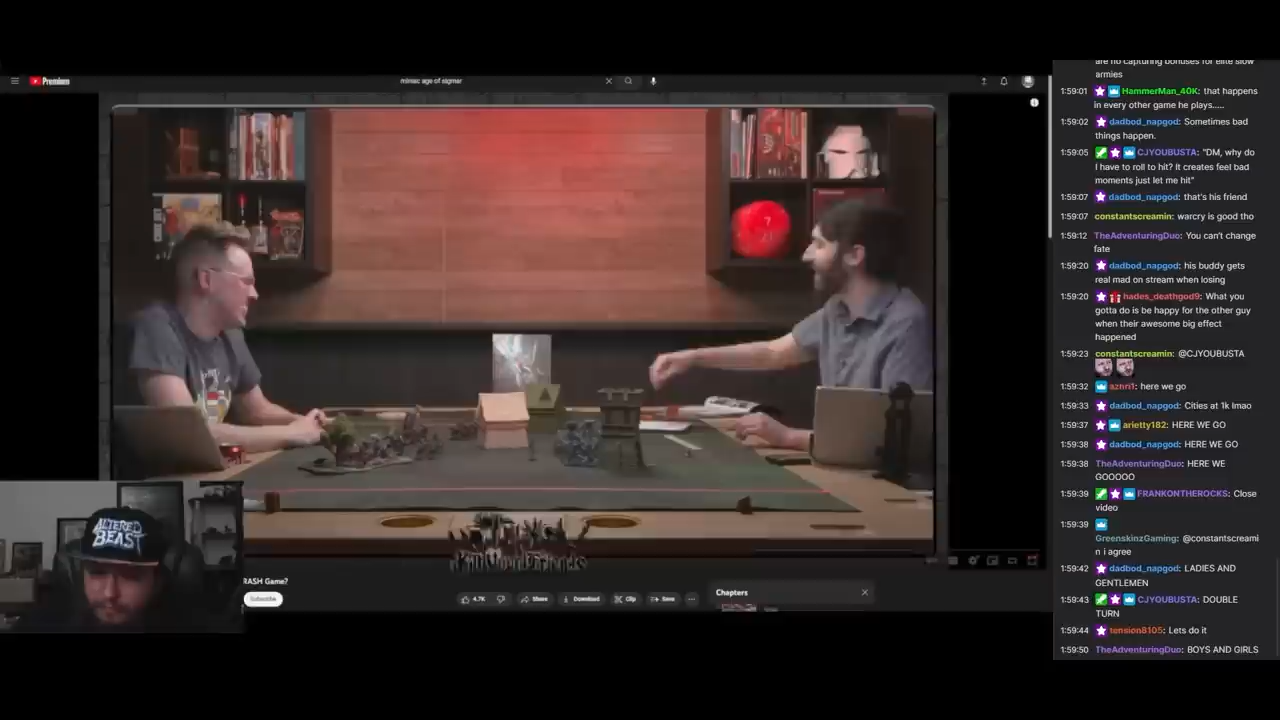 Premium
miniac age of sigmar
are no capturing bonuses for elite slow
armies
1:59:01 HammerMan_40K: that happens
in every other game he plays.....
1:59:02 dadbod_napgod: Sometimes bad
things happen.
1:59:05 CJYOUBUSTA: "DM, why do
I have to roll to hit? It creates feel bad
moments just let me hit"
1:59:07 dadbod_napgod: that's his friend
1:59:07 constantscreamin: warcry is good tho
1:59:12 TheAdventuringDuo: You can't change
fate
1:59:20 dadbod_napgod: his buddy gets
real mad on stream when losing
1:59:20 hades_deathgod9: What you
gotta do is be happy for the other guy
when their awesome big effect
happened
1:59:23 constantscreamin: @CJYOUBUSTA
1:59:32 aznri1: here we go
1:59:33 dadbod_napgod: Cities at 1k lmao
1:59:37 arietty182: HERE WE GO
1:59:38 dadbod_napgod: HERE WE GO
1:59:38 TheAdventuringDuo: HERE WE
GOOOOO
1:59:39 FRANKONTHEROCKS: Close
video
1:59:39
GreenskinzGaming: @constantscreami
n i agree
1:59:42 dadbod_napgod: LADIES AND
GENTLEMEN
1:59:43 CJYOUBUSTA: DOUBLE
TURN
1:59:44 tension8105: Lets do it
1:59:50 TheAdventuringDuo: BOYS AND GIRLS
ALTERED
BEAST
KillYourFriends
RASH Game?
Subscribe
4.7K
Share
Download
Clip
Save
Chapters